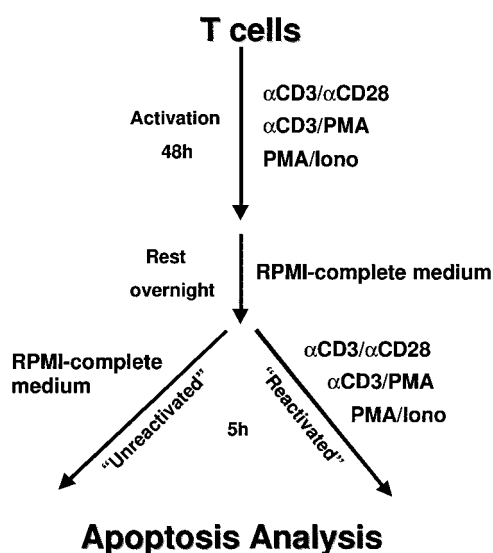 T cells
Activation
48h
αCD3/αCD28
αCD3/PMA
PMA/Iono
Rest
overnight
RPMI-complete medium
RPMI-complete
medium
"Unreactivated"
5h
"Reactivated"
αCD3/αCD28
αCD3/PMA
PMA/Iono
Apoptosis Analysis